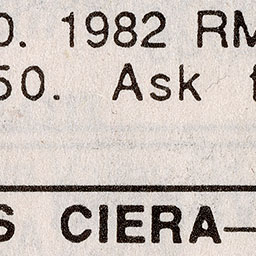 0. 1982 RM
50. Ask f
S CIERA—